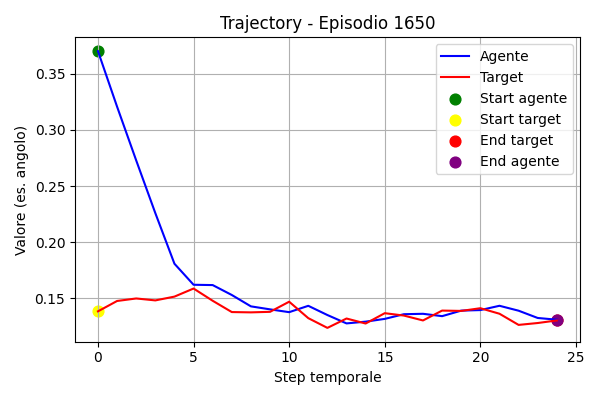 Trajectory - Episodio 1650
Valore (es. angolo)
0.35
0.30
0.25
0.20
0.15
0
5
10
15
20
25
Step temporale
Agente
Target
Start agente
Start target
End target
End agente